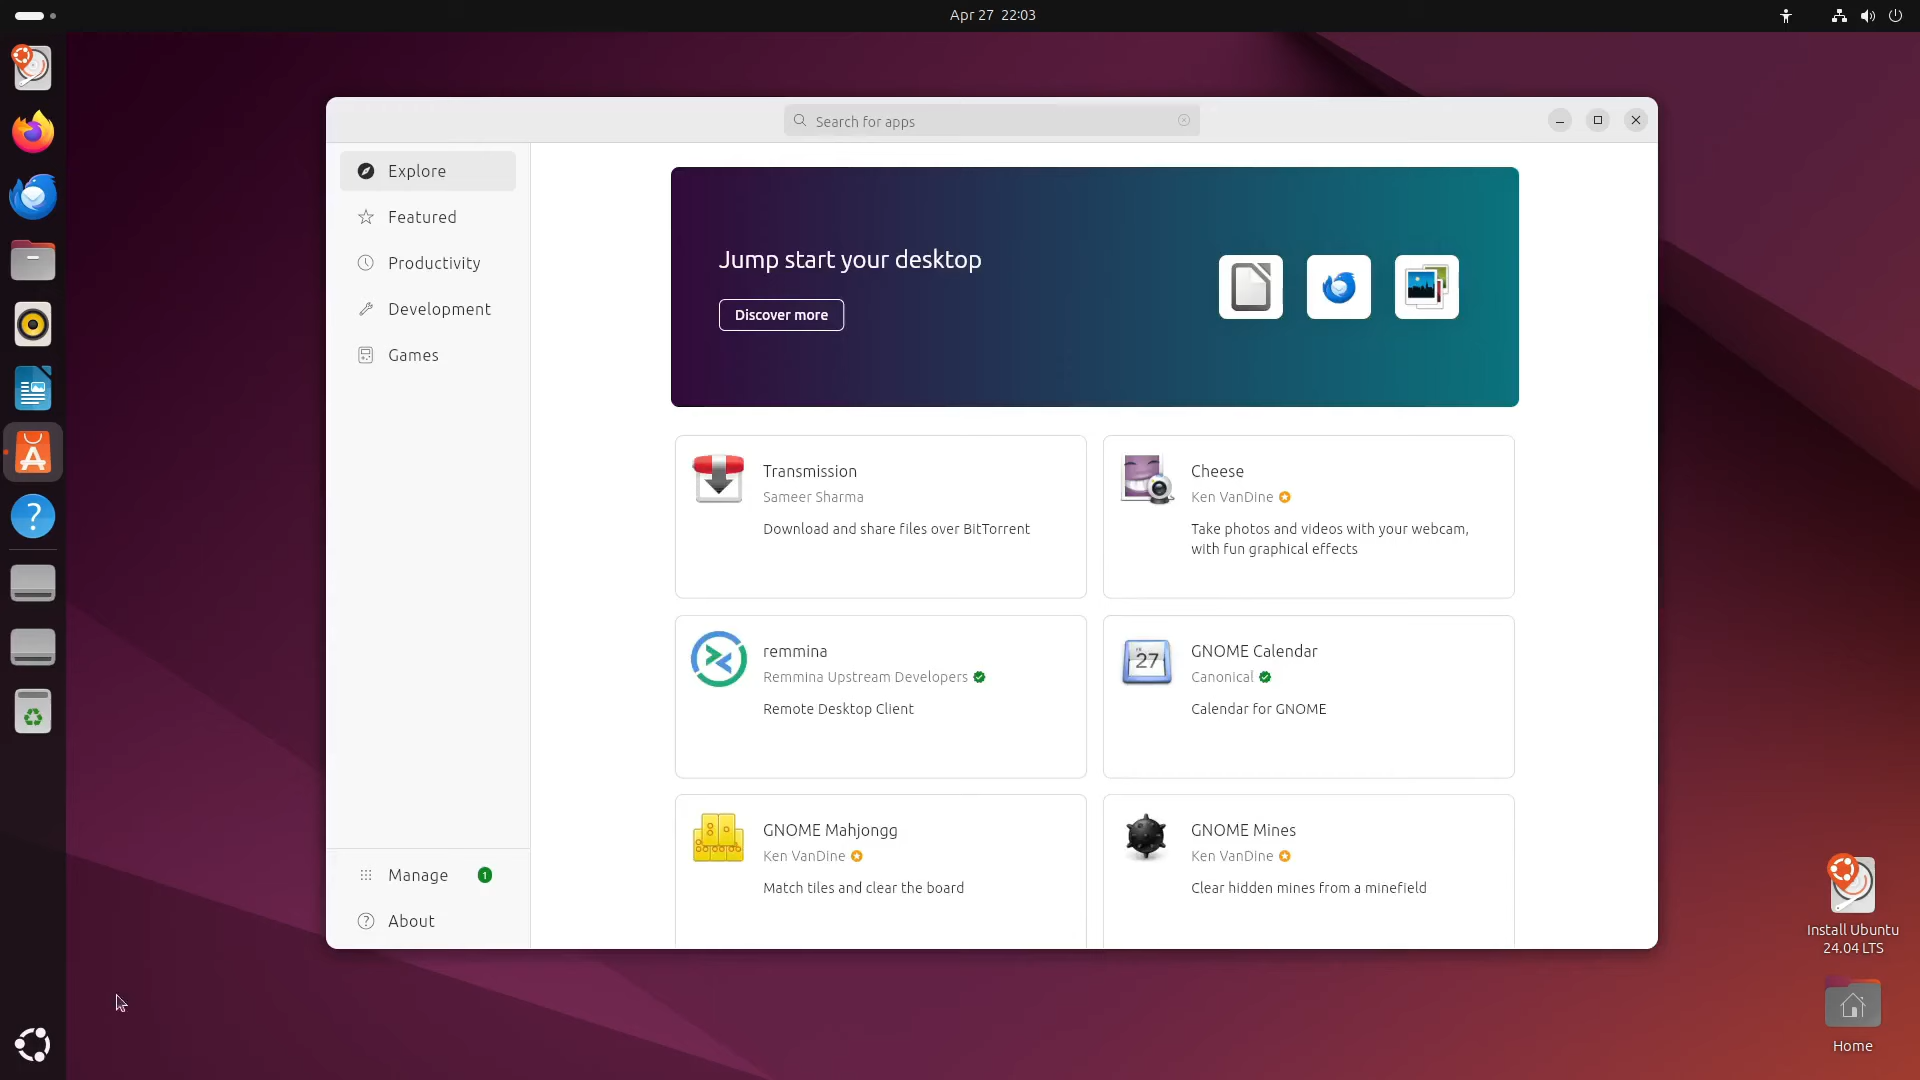 Apr 27 22:03
Search for apps
Explore
Featured
Productivity
Development
Games
Manage 1
About
Jump start your desktop
Discover more
Transmission
Sameer Sharma
Download and share files over BitTorrent
Cheese
Ken VanDine
Take photos and videos with your webcam,
with fun graphical effects
remmina
Remmina Upstream Developers
Remote Desktop Client
27
GNOME Calendar
Canonical
Calendar for GNOME
GNOME Mahjongg
Ken VanDine
Match tiles and clear the board
GNOME Mines
Ken VanDine
Clear hidden mines from a minefield
Install Ubuntu
24.04 LTS
Home